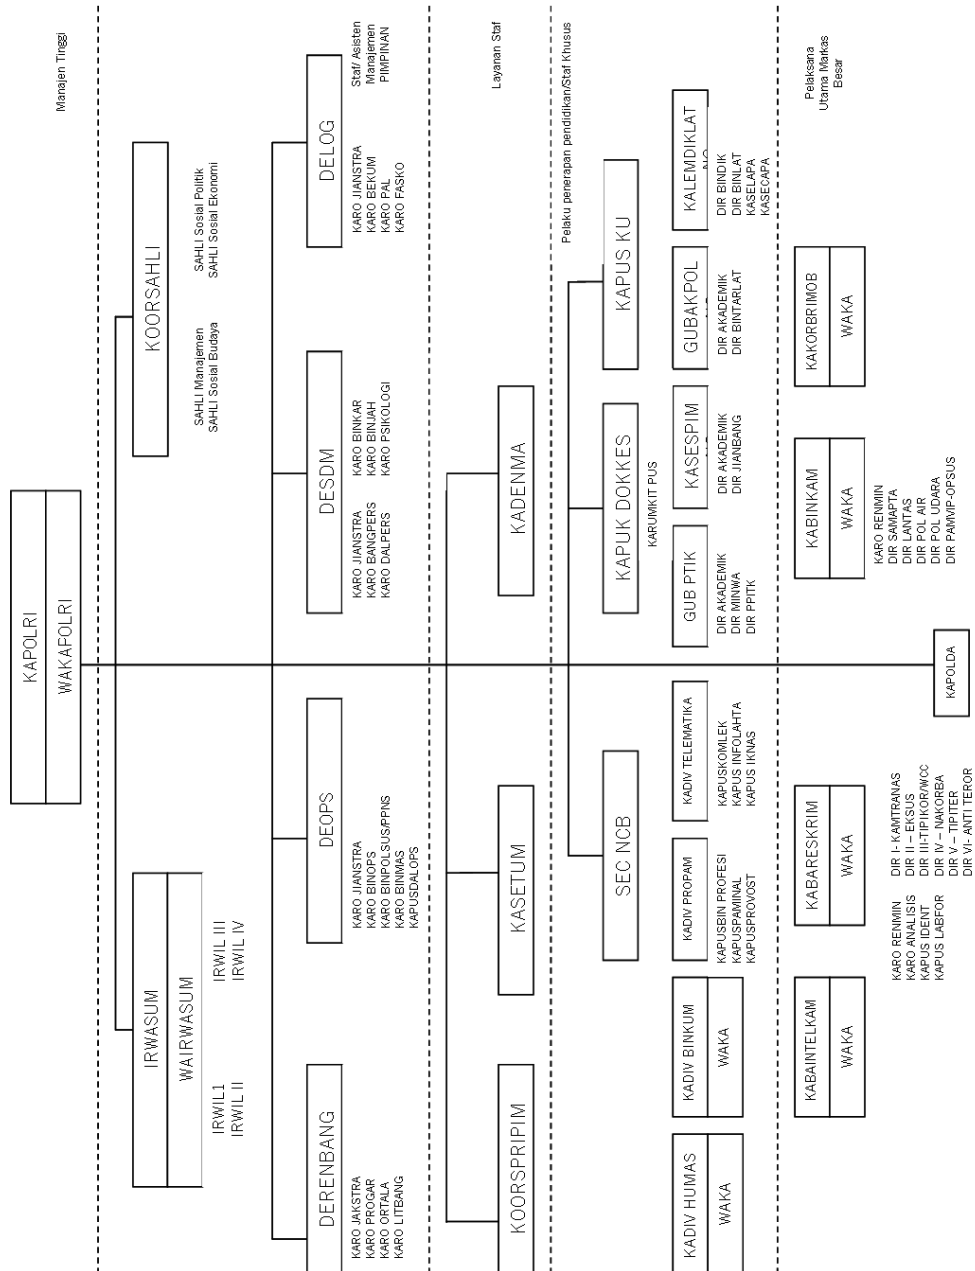 Manajen Tinggi
KAPOLRI
WAKAPOLRI
IRWASUM
WAIRWASUM
IRWIL1
IRWIL II
IRWIL III
IRWIL IV
KOORSAHLI
SAHLI Manajemen
SAHLI Sosial Budaya
SAHLI Sosial Politik
SAHLI Sosial Ekonomi
Staf/ Asisten
Manajemen
PIMPINAN
DERENBANG
KARO JAKSTRA
KARO PROGAR
KARO ORTALA
KARO LITBANG
DEOPS
KARO JIANSTRA
KARO BINOPS
KARO BINPOLSUS/PPNS
KARO BINMAS
KAPUSDALOPS
DESDM
KARO JIANSTRA
KARO BANGPERS
KARO DALPERS
KARO BINKAR
KARO BINJAH
KARO PSIKOLOGI
DELOG
KARO JIANSTRA
KARO BEKUM
KARO PAL
KARO FASKO
Layanan Staf
KOORSPRIPIM
KASETUM
KADENMA
Pelaku penerapan pendidikan/Staf Khusus
SEC NCB
KAPUK DOKKES
KARUMKIT PUS
KAPUS KU
KADIV HUMAS
WAKA
KADIV BINKUM
WAKA
KADIV PROPAM
KAPUSBIN PROFESI
KAPUSPAMINAL
KAPUSPROVOST
KADIV TELEMATIKA
KAPUSKOMLEK
KAPUS INFOLAHTA
KAPUS IKNAS
GUB PTIK
DIR AKADEMIK
DIR MINWA
DIR PPITK
KASESPIM
DIR AKADEMIK
DIR JIANBANG
GUBAKPOL
DIR AKADEMIK
DIR BINTARLAT
KALEMDIKLAT
DIR BINDIK
DIR BINLAT
KASELAPA
KASECAPA
Pelaksana
Utama Markas
Besar
KABAINTELKAM
WAKA
KABARESKRIM
WAKA
KARO RENMIN
KARO ANALISIS
KAPUS IDENT
KAPUS LABFOR
DIR I- KAMTRANAS
DIR II – EKSUS
DIR III-TIPIKOR/WCC
DIR IV – NAKORBA
DIR V – TIPITER
DIR VI- ANTI TEROR
KABINKAM
WAKA
KARO RENMIN
DIR SAMAPTA
DIR LANTAS
DIR POL AIR
DIR POL UDARA
DIR PAMVIP-OPSUS
KAKORBRIMOB
WAKA
KAPOLDA